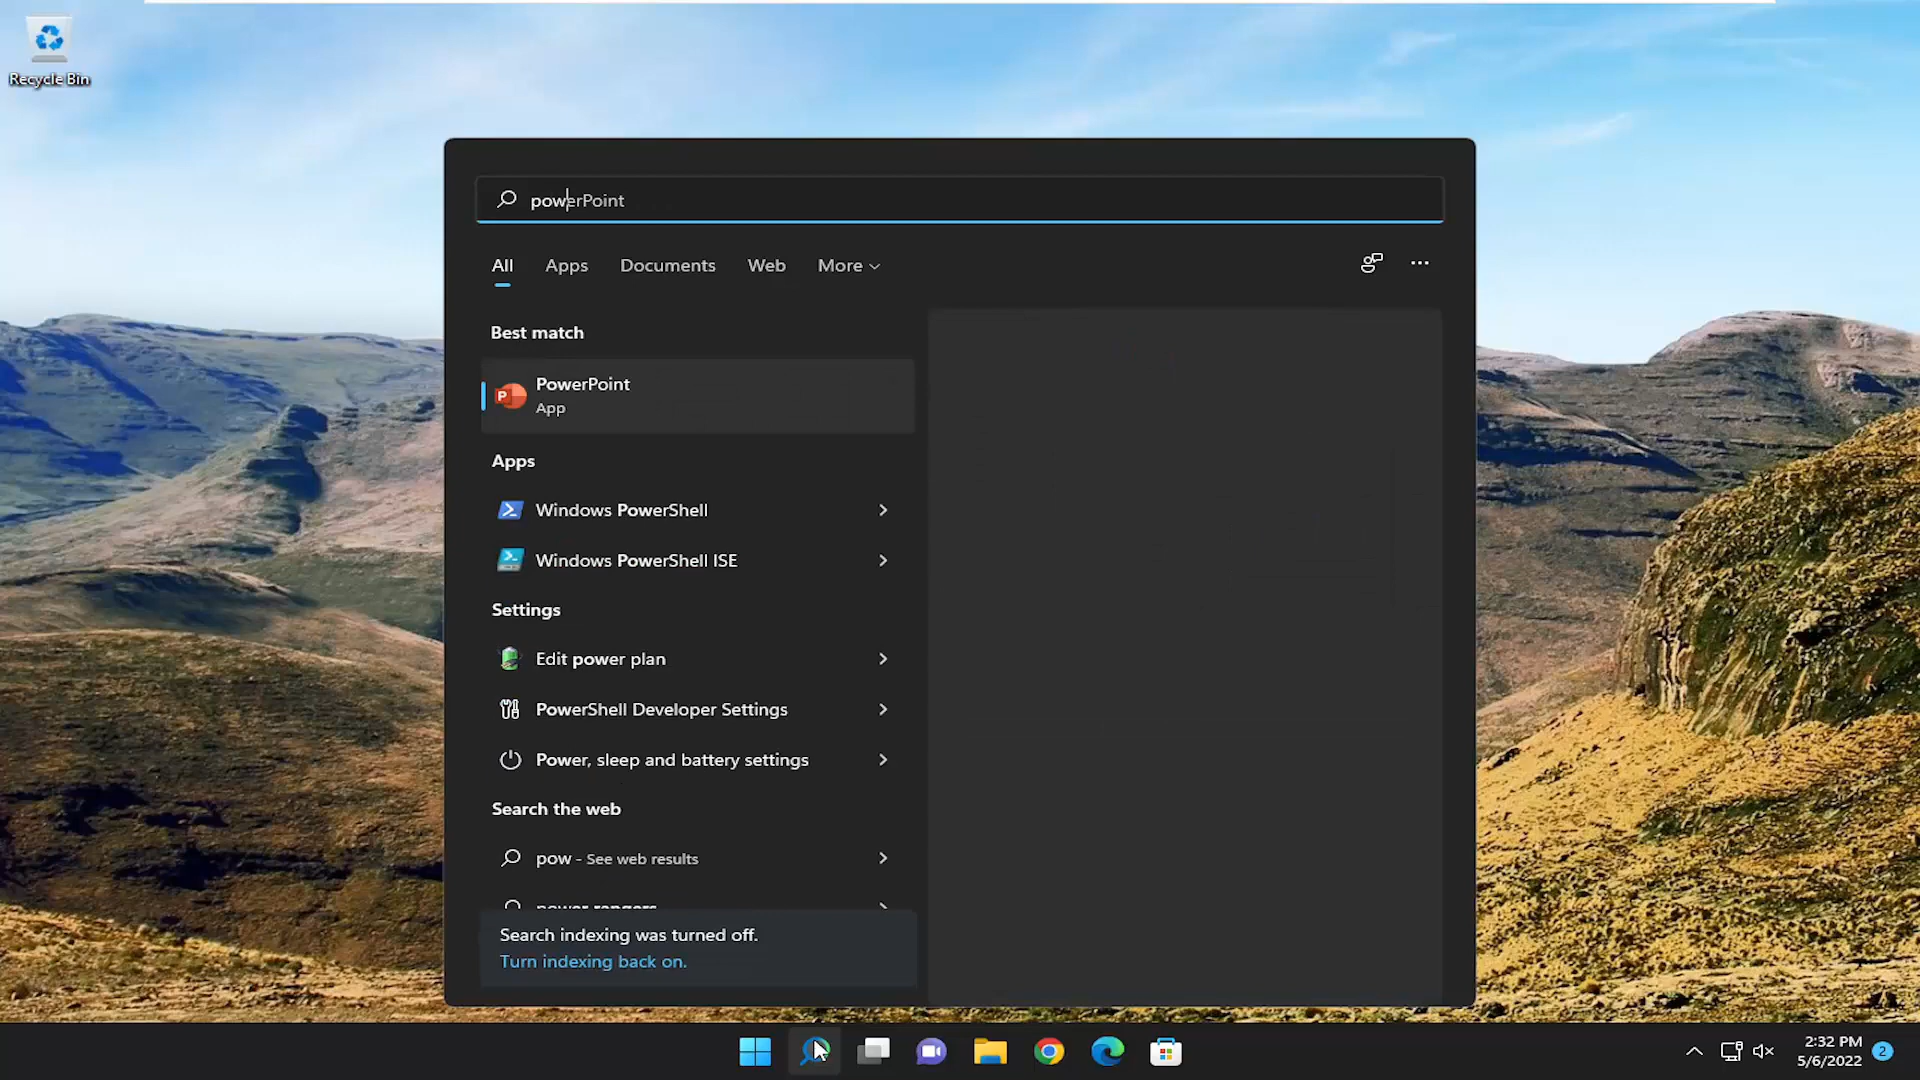 Recycle Bin
powerPoint
All Apps Documents Web More
Best match
PowerPoint
App
Apps
Windows PowerShell
Windows PowerShell ISE
Settings
Edit power plan
PowerShell Developer Settings
Power, sleep and battery settings
Search the web
pow - See web results
power rangers
Search indexing was turned off.
Turn indexing back on.
2:32 PM
5/6/2022
2